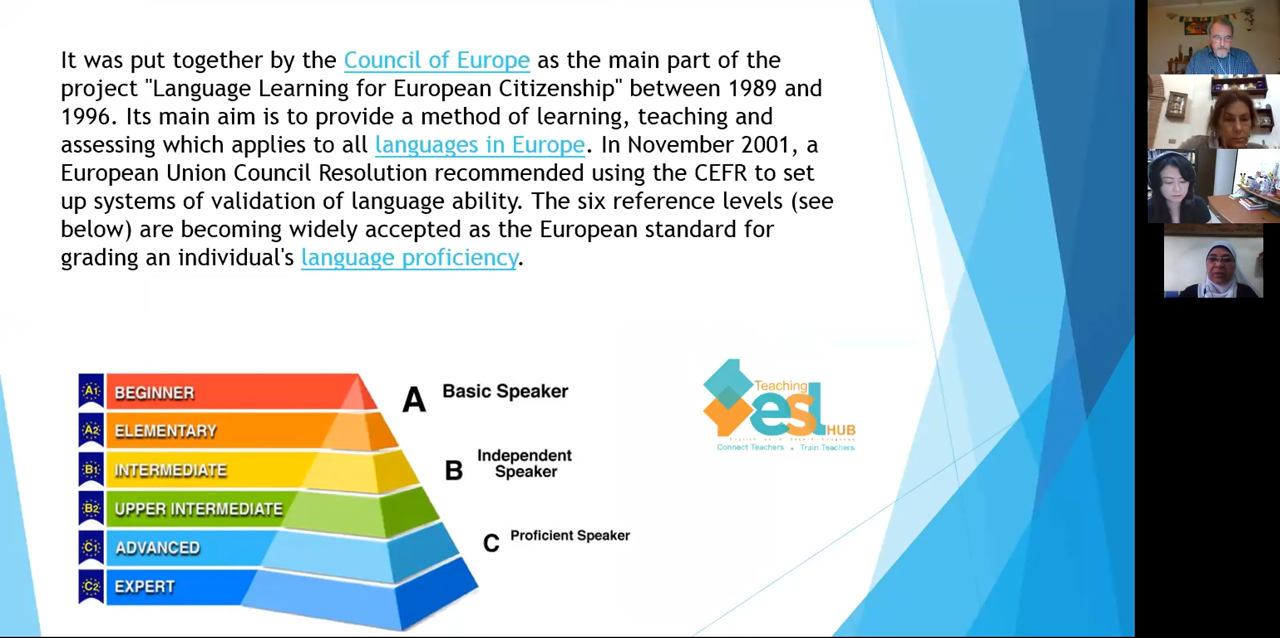 It was put together by the Council of Europe as the main part of the
project "Language Learning for European Citizenship" between 1989 and
1996. Its main aim is to provide a method of learning, teaching and
assessing which applies to all languages in Europe. In November 2001, a
European Union Council Resolution recommended using the CEFR to set
up systems of validation of language ability. The six reference levels (see
below) are becoming widely accepted as the European standard for
grading an individual's language proficiency.
A1 BEGINNER
A2 ELEMENTARY
B1 INTERMEDIATE
B2 UPPER INTERMEDIATE
C1 ADVANCED
C2 EXPERT
A Basic Speaker
B Independent
Speaker
C Proficient Speaker
Teaching
esl
HUB
English as a Second Language
Connect Teachers . Train Teachers